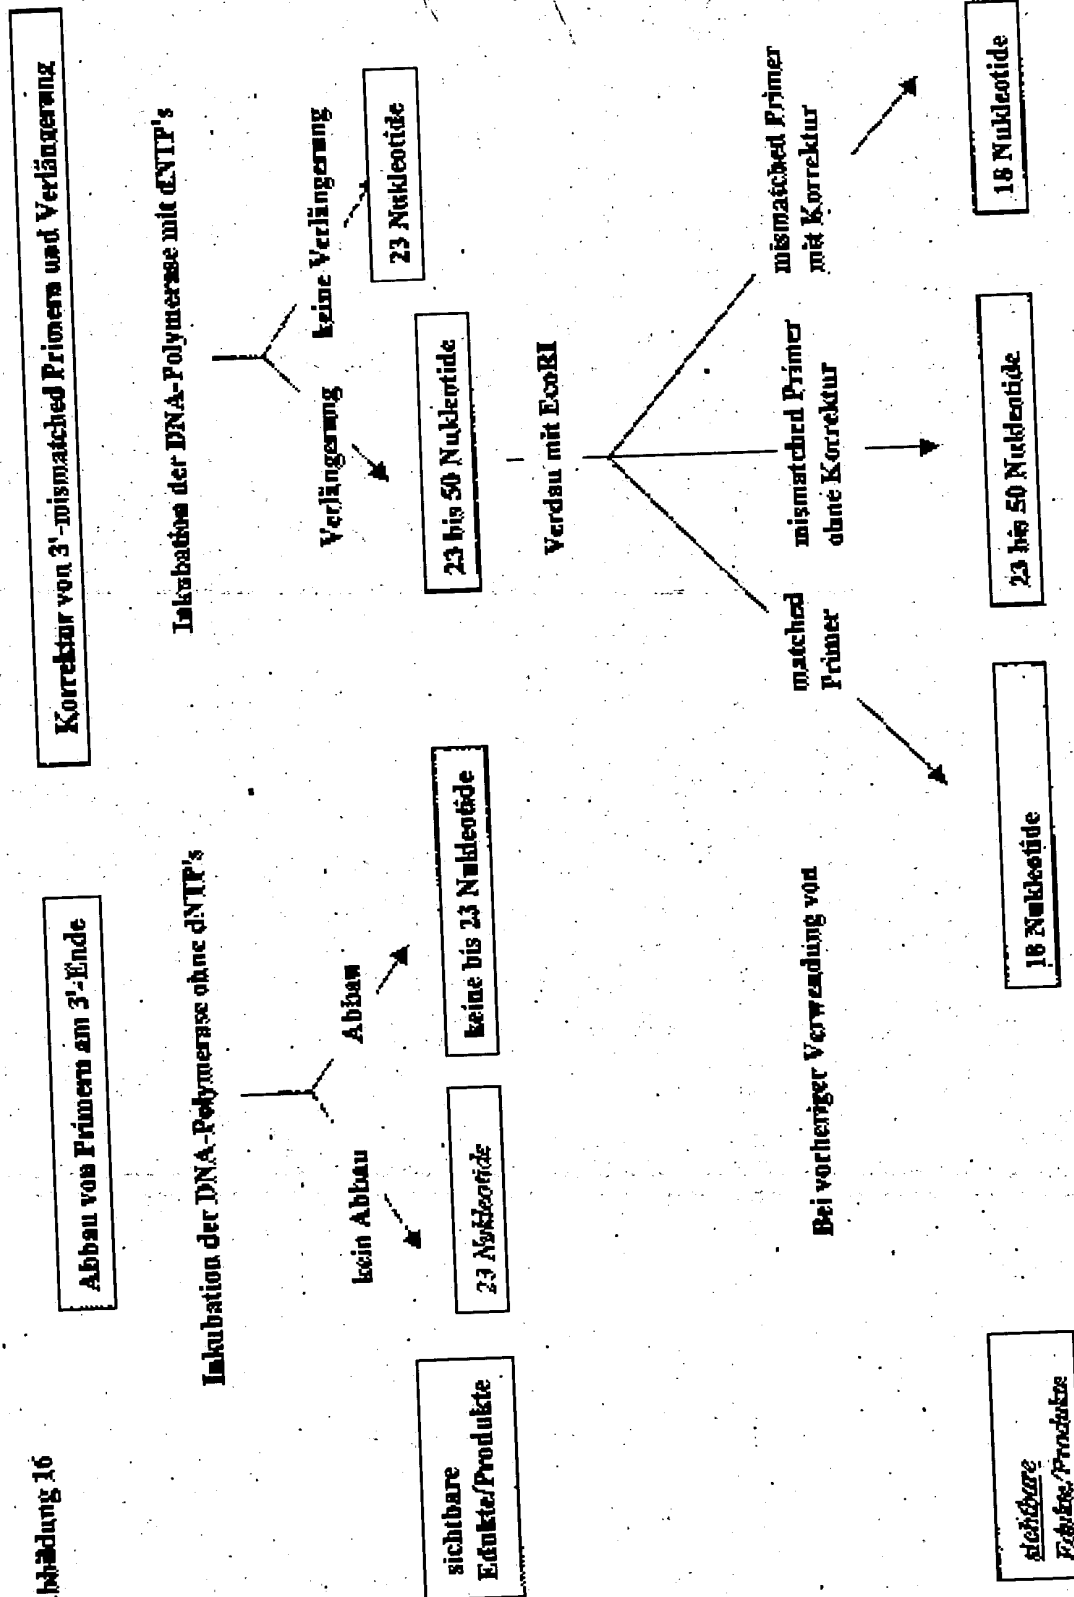 bbildung 16
Abbau von Primern am 3'-Ende
Korrektur von 3'-mismatched Primern und Verlängerung
Inkubation der DNA-Polymerase ohne dNTP's
Inkubation der DNA-Polymerase mit dNTP's
kein Abbau
Abbau
Verlängerung
keine Verlängerung
sichtbare
Edukte/Produkte
23 Nukleotide
keine bis 23 Nukleotide
23 bis 50 Nukleotide
23 Nukleotide
Verdau mit EcoRI
Bei vorheriger Verwendung von
matched
Primer
mismatched Primer
ohne Korrektur
mismatched Primer
mit Korrektur
sichtbare
Edukte/Produkte
18 Nukleotide
23 bis 50 Nukleotide
18 Nukleotide